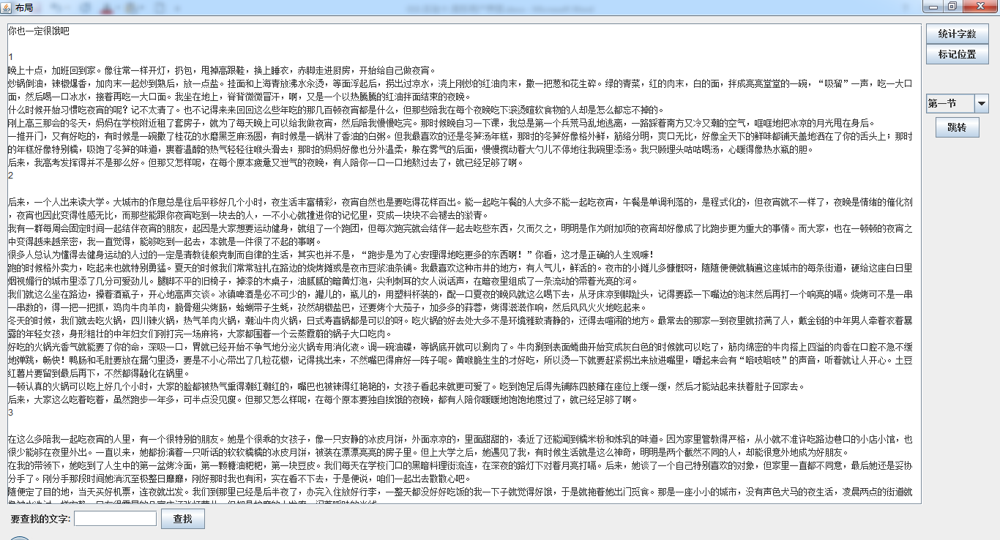 布局
你也一定很饿吧
统计字数
标记位置
第一节
跳转
1
晚上十点，加班回到家。像往常一样开灯，扔包，甩掉高跟鞋，换上睡衣，赤脚走进厨房，开始给自己做夜宵。
炒锅倒油，辣椒爆香，加肉末一起炒到熟后，放一点盐。挂面和上海青放沸水汆烫，等面浮起后，捞出过凉水，浇上刚炒的红油肉末，撒一把葱和花生碎。绿的青菜，红的肉末，白的面，拌成亮亮堂堂的一碗，“吸溜”一声，吃一大口
面，然后喝一口冰水，接着再吃一大口面。我坐在地上，脊背微微冒汗，啊，又是一个以热腾腾的红油拌面结束的夜晚。
什么时候开始习惯吃夜宵的呢？记不太清了。也不记得来来回回这么些年吃的那几百顿夜宵都是什么，但那些陪我在每个夜晚吃下滚烫暄软食物的人却是怎么都忘不掉的。
刚上高三那会的冬天，妈妈在学校附近租了套房子，就为了每天晚上可以给我做夜宵，然后陪我慢慢吃完。那时候晚自习一下课，我总是第一个兵荒马乱地逃离，一路踩着南方又冷又潮的空气，哐哐地把冰凉的月光甩在身后。
一推开门，又有好吃的，有时候是一碗撒了桂花的水磨黑芝麻汤圆，有时候是一锅淋了香油的白粥。但我最喜欢的还是冬笋汤年糕，那时的冬笋好像格外鲜，筋络分明，爽口无比，好像全天下的鲜味都铺天盖地洒在了你的舌头上；那时
的年糕好像特别糯，吸饱了冬笋的味道，裹着温醇的热气轻轻往喉头滑去；那时的妈妈好像也分外温柔，躲在雾气的后面，慢慢搅动着大勺儿不停地往我碗里添汤。我只顾埋头咕咕喝汤，心暖得像热水瓶的胆。
后来，我高考发挥得并不是那么好。但那又怎样呢，在每个原本疲惫又泄气的夜晚，有人陪你一口一口地熬过去了，就已经足够了啊。
2
后来，一个人出来读大学。大城市的作息总是往后平移好几个小时，夜生活丰富精彩，夜宵自然也是要吃得花样百出。能一起吃午餐的人大多不能一起吃夜宵，午餐是单调利落的，是程式化的，但夜宵就不一样了，夜晚是情绪的催化剂
，夜宵也因此变得性感无比，而那些能跟你夜宵吃到一块去的人，一不小心就撞进你的记忆里，变成一块块不会褪去的淤青。
我有一群每周会固定时间一起结伴夜宵的朋友，起因是大家想要运动健身，就组了一个跑团，但每次跑完就会结伴一起去吃些东西，久而久之，明明是作为附加项的夜宵却好像成了比跑步更为重大的事情。而大家，也在一顿顿的夜宵之
中变得越来越亲密，我一直觉得，能够吃到一起去，本就是一件很了不起的事啊。
很多人总认为懂得去健身运动的人过的一定是清教徒般克制而自律的生活，其实也并不是，“跑步是为了心安理得地吃更多的东西啊！”你看，这才是正确的人生观嘛！
跑的时候格外卖力，吃起来也就特别勇猛。夏天的时候我们常常驻扎在路边的烧烤摊或是夜市豆浆油条铺。我最喜欢这种市井的地方，有人气儿，鲜活的。夜市的小摊儿多慷慨呀，随随便便就躺遍这座城市的每条街道，硬给这座白日里
烟视媚行的城市里添了几分可爱劲儿。腿脚不平的旧椅子，掉漆的木桌子，油腻腻的暗黄灯泡，尖利刺耳的女人说话声，在暗夜里组成了一条流动的带着光亮的河。
我们就这么坐在路边，操着酒瓶子，开心地高声交谈。冰镇啤酒是必不可少的，罐儿的，瓶儿的，用塑料杯装的，配一口夏夜的晚风就这么喝下去，从牙床凉到脚趾头，记得要舔一下嘴边的泡沫然后再打一个响亮的嗝。烧烤可不是一串
一串数的，得一把一把抓，鸡肉牛肉羊肉，脆骨翅尖烤肠，蛤蜊带子生蚝，孜然胡椒盐巴，还要烤个大茄子，加多多的蒜蓉，烤得滋滋作响，然后风风火火地吃起来。
冬天的时候，我们就去吃火锅，四川辣火锅，热气羊肉火锅，潮汕牛肉火锅，日式寿喜锅都是可以的呀。吃火锅的好去处大多不是环境雅致清静的，还得去喧闹的地方。最常去的那家一到夜里就挤满了人，戴金链的中年男人牵着衣着暴
露的年轻女孩，身形粗壮的中年妇女们刚打完一场麻将，大家都围着一个云蒸霞蔚的锅子大口吃肉。
好吃的火锅光香气就能要了你的命，深吸一口，胃就已经开始不争气地分泌火锅专用消化液。调一碗油碟，等锅底开就可以涮肉了。牛肉涮到表面蜷曲开始变成灰白色的时候就可以吃了，筋肉绵密的牛肉搭上四溢的肉香在口腔不急不缓
地弹跳，畅快！鸭肠和毛肚要放在漏勺里烫，要是不小心带出了几粒花椒，记得挑出来，不然嘴巴得麻好一阵子呢。黄喉脆生生的才好吃，所以烫一下就要赶紧捞出来放进嘴里，嚼起来会有“咯吱咯吱”的声音，听着就让人开心。土豆
红薯片要留到最后再下，不然都得融化在锅里。
一顿认真的火锅可以吃上好几个小时，大家的脸都被热气熏得潮红潮红的，嘴巴也被辣得红艳艳的，女孩子看起来就更可爱了。吃到饱足后得先铺陈四肢瘫在座位上缓一缓，然后才能站起来扶着肚子回家去。
后来，大家这么吃着吃着，虽然跑步一年多，可半点没见瘦。但那又怎么样呢，在每个原本要独自挨饿的夜晚，都有人陪你暖暖地饱饱地度过了，就已经足够了啊。
3
在这么多陪我一起吃夜宵的人里，有一个很特别的朋友。她是个很乖的女孩子，像一只安静的冰皮月饼，外面凉凉的，里面甜甜的，凑近了还能闻到糯米粉和炼乳的味道。因为家里管教得严格，从小就不准许吃路边巷口的小店小馆，也
很少能够在夜里外出。一直以来，她都扮演着一只听话的软软糯糯的冰皮月饼，被装在漂漂亮亮的房子里。但上大学之后，她遇见了我，有时候生活就是这么神奇，明明是两个截然不同的人，却能很意外地成为好朋友。
在我的带领下，她吃到了人生中的第一盆烤冷面，第一颗糖油粑粑，第一块豆皮。我们每天在学校门口的黑暗料理街流连，在深夜的路灯下对着月亮打嗝。后来，她谈了一个自己特别喜欢的对象，但家里一直都不同意，最后她还是妥协
分手了。刚分手那段时间她消沉至极整日靡靡，刚好那时我也有闲，实在看不下去，于是便说，咱们一起出去散散心吧。
随便定了目的地，当天买好机票，连夜就出发。我们到那里已经是后半夜了，办完入住放好行李，一整天都没好好吃饭的我一下子就觉得好饿，于是就拖着她出门觅食。那是一座小小的城市，没有声色犬马的夜生活，凌晨两点的街道就
要查找的文字:
查找